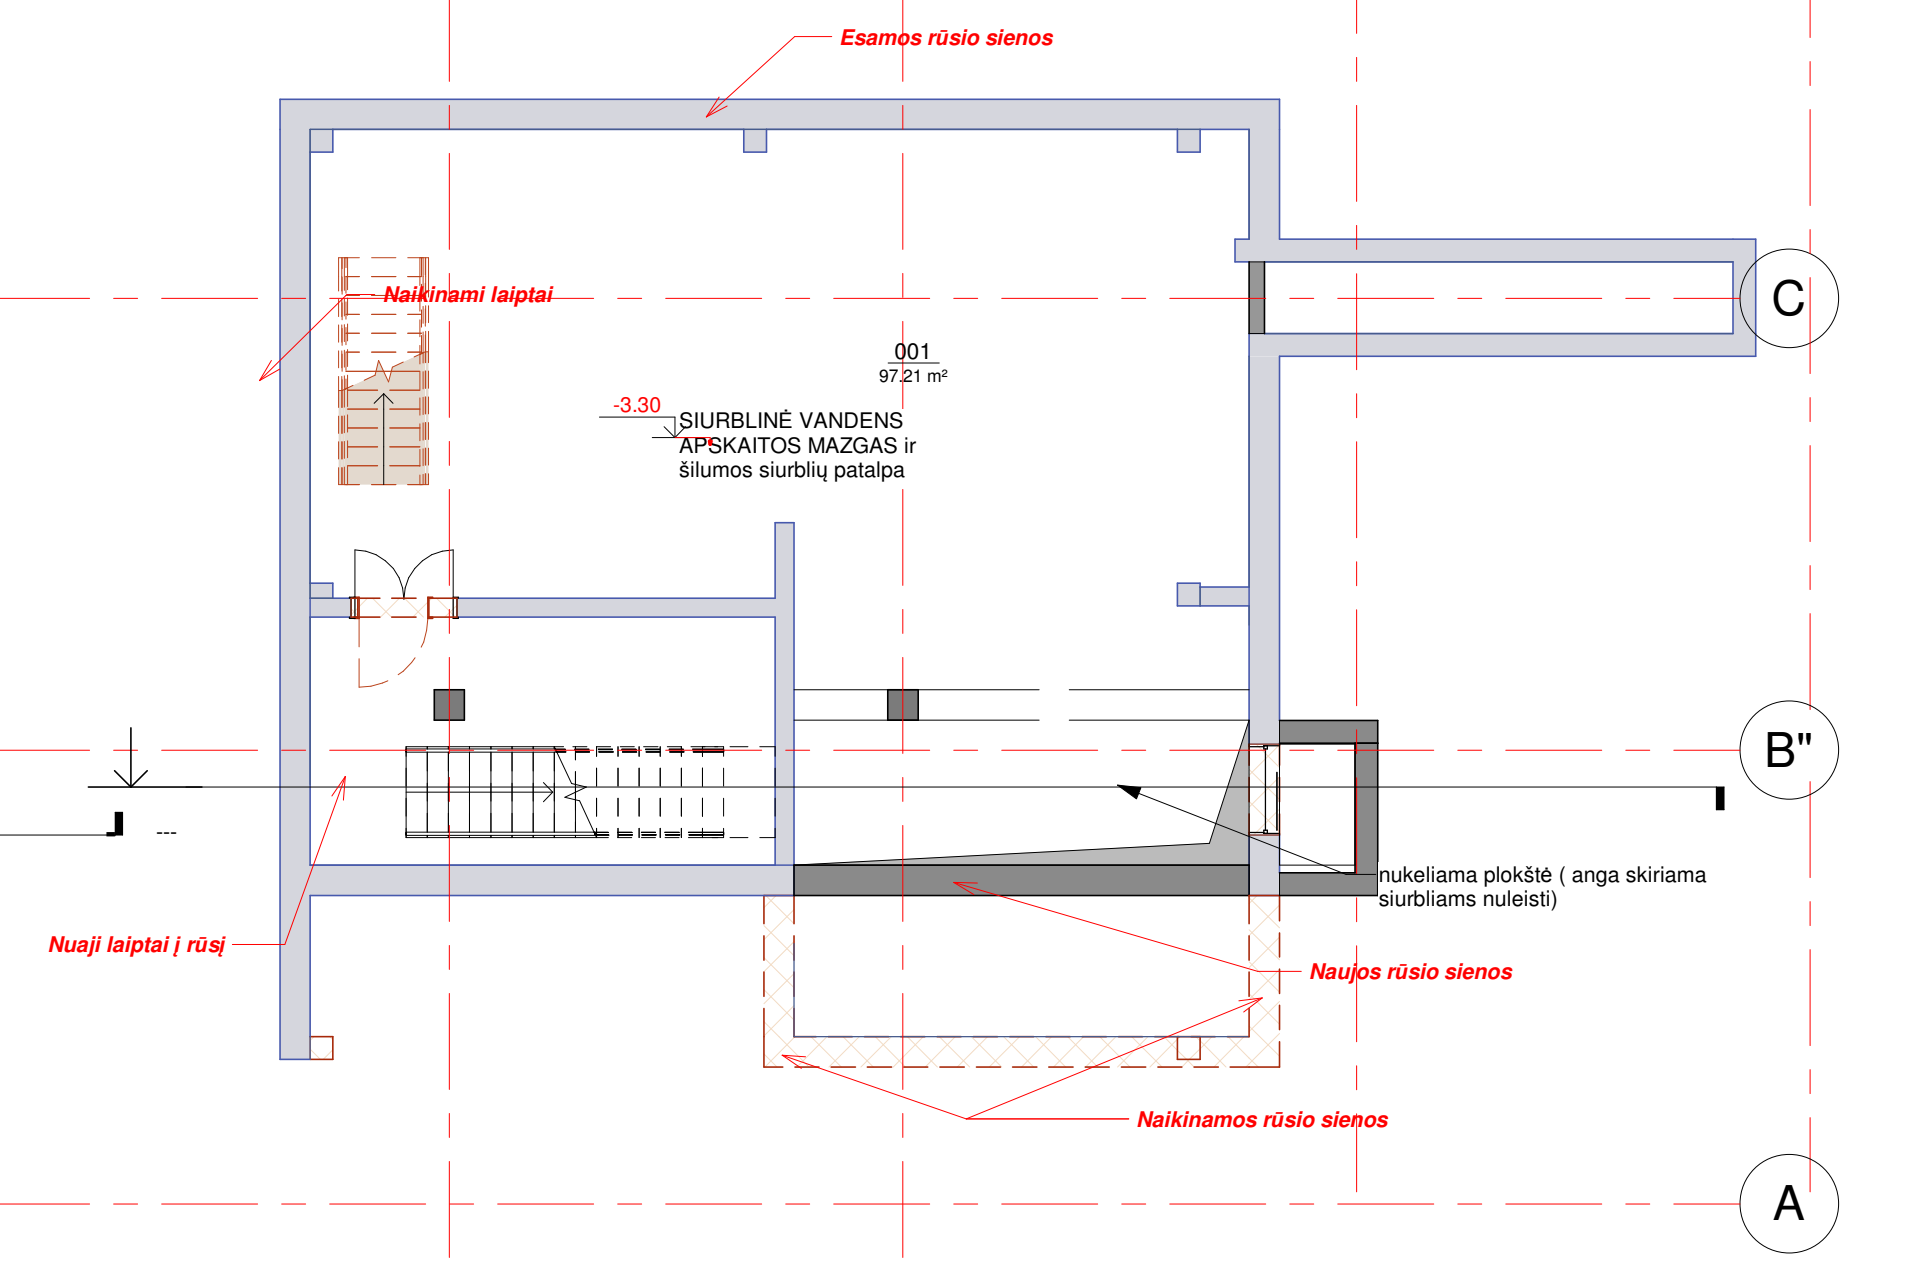 Esamos rūsio sienos
Naikinami laiptai
C
001
97.21 m²
-3.30
SIURBLINĖ VANDENS
APSKAITOS MAZGAS ir
šilumos siurblių patalpa
B"
---
nukeliama plokštė ( anga skiriama
siurbliams nuleisti)
Nuaji laiptai į rūsį
Naujos rūsio sienos
Naikinamos rūsio sienos
A